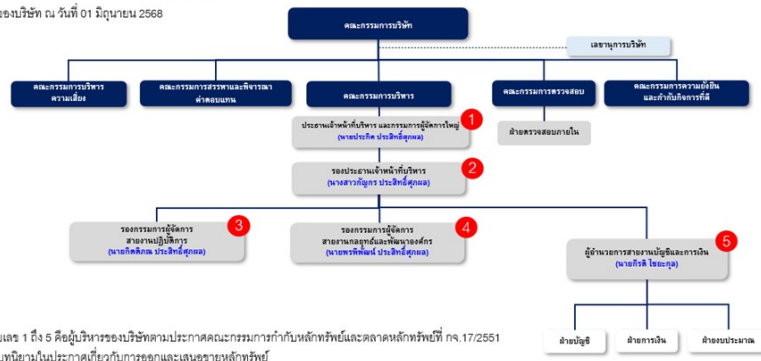 ของบริษัท ณ วันที่ 01 มิถุนายน 2568
คณะกรรมการบริษัท
เลขานุการบริษัท
คณะกรรมการบริหาร
ความเสี่ยง
คณะกรรมการสรรหาและพิจารณา
ค่าตอบแทน
คณะกรรมการบริหาร
คณะกรรมการตรวจสอบ
คณะกรรมการความยั่งยืน
และกำกับกิจการที่ดี
ประธานเจ้าหน้าที่บริหาร และกรรมการผู้จัดการใหญ่
(นายประกิต ประสิทธิ์ศุภผล)
1
ฝ่ายตรวจสอบภายใน
รองประธานเจ้าหน้าที่บริหาร
(นางสาวกัญกร ประสิทธิ์ศุภผล)
2
รองกรรมการผู้จัดการ
สายงานปฏิบัติการ
(นายกิตติภณ ประสิทธิ์ศุภผล)
3
รองกรรมการผู้จัดการ
สายงานกลยุทธ์และพัฒนาองค์กร
(นายพรพิพัฒน์ ประสิทธิ์ศุภผล)
4
ผู้อำนวยการสายงานบัญชีและการเงิน
(นายกีรติ ไชยะกุล)
5
ฝ่ายบัญชี
ฝ่ายการเงิน
ฝ่ายงบประมาณ
เลข 1 ถึง 5 คือผู้บริหารของบริษัทตามประกาศคณะกรรมการกำกับหลักทรัพย์และตลาดหลักทรัพย์ที่ กจ.17/2551
บทนิยามในประกาศเกี่ยวกับการออกและเสนอขายหลักทรัพย์